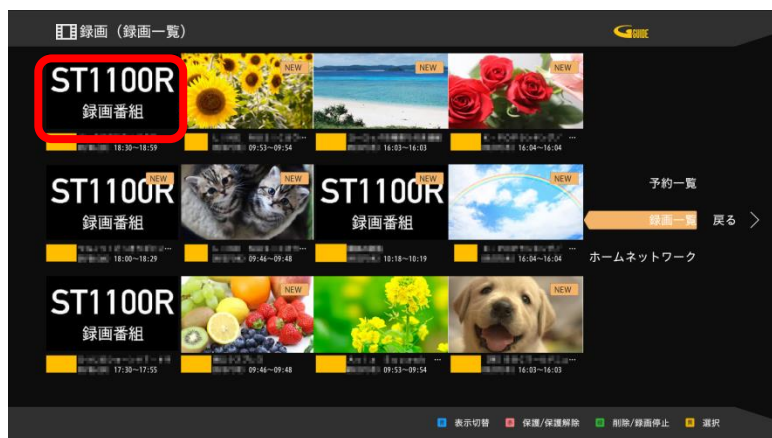 録画（録画一覧）
G GUIDE
ST1100R
録画番組
18:30～18:59
NEW
09:53～09:54
NEW
16:03～16:03
NEW
16:04～16:04
ST1100R
NEW
録画番組
18:00～18:29
NEW
09:46～09:48
ST1100R
NEW
録画番組
10:18～10:19
NEW
16:04～16:04
ST1100R
録画番組
17:30～17:55
NEW
09:46～09:48
09:53～09:54
NEW
16:03～16:03
予約一覧
録画一覧
戻る
ホームネットワーク
青 表示切替
赤 保護/保護解除
緑 削除/録画停止
黄 選択